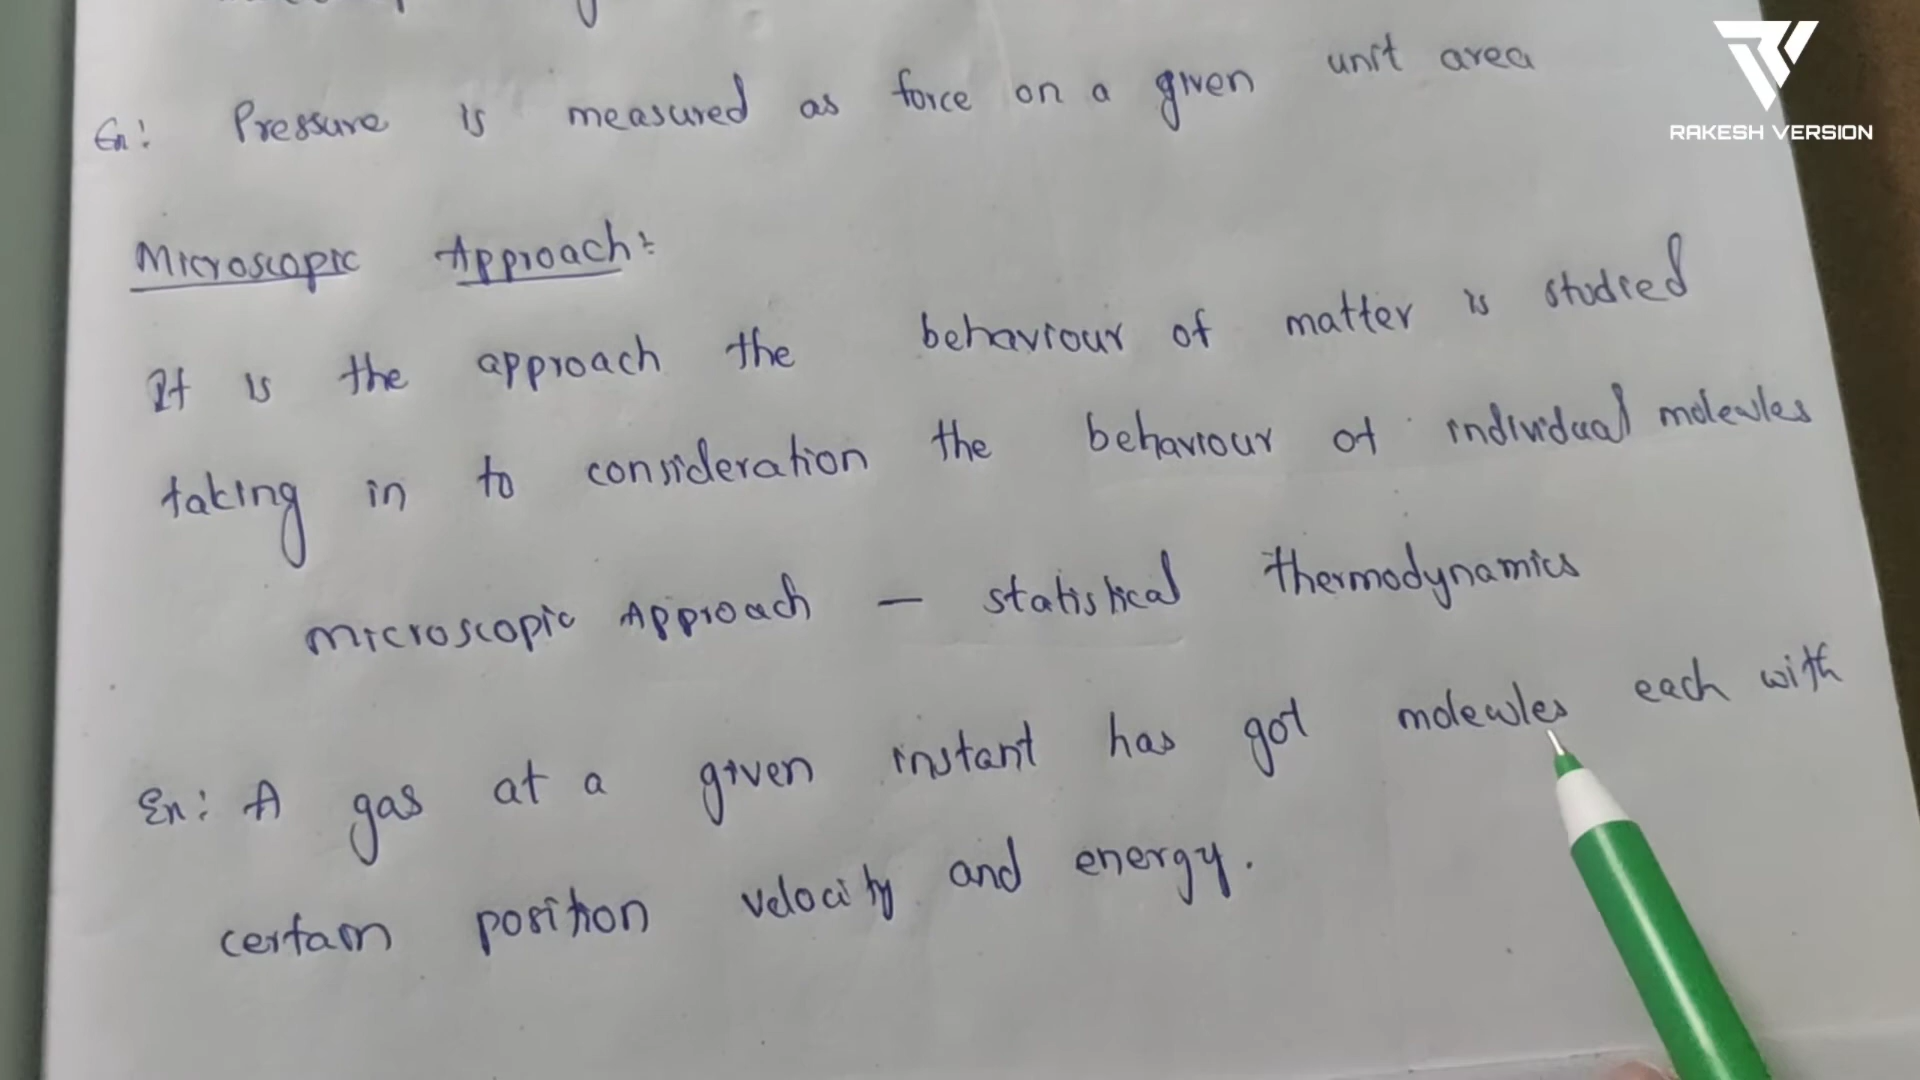 Ex: Pressure is measured as force on a given unit area
RAKESH VERSION
Microscopic Approach:
It is the approach the behaviour of matter is studied
taking in to consideration the behaviour of individual molecules
microscopic Approach — statistical thermodynamics
Ex: A gas at a given instant has got molecules each with
certain position velocity and energy.